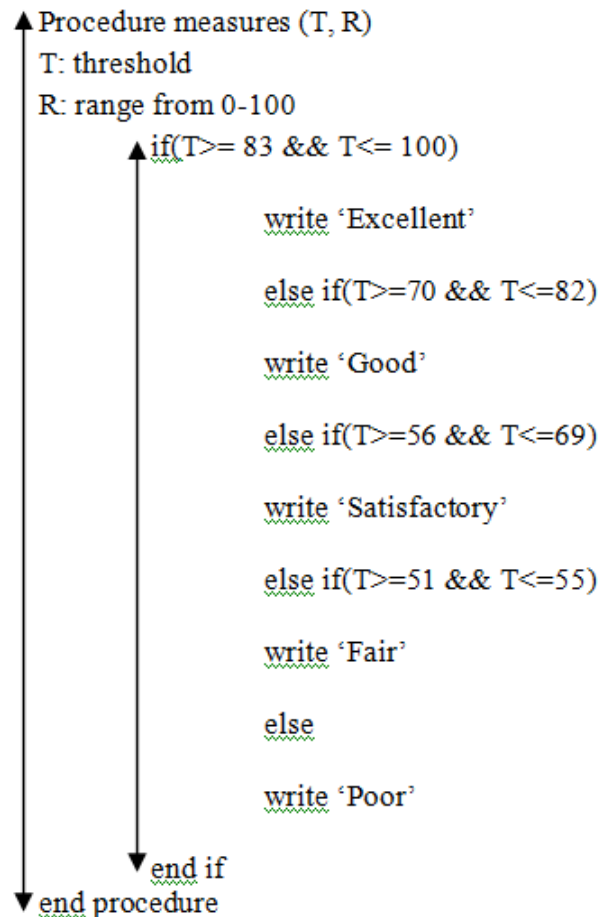 Procedure measures (T, R)
T: threshold
R: range from 0-100
if(T>= 83 && T<= 100)
write ‘Excellent’
else if(T>=70 && T<=82)
write ‘Good’
else if(T>=56 && T<=69)
write ‘Satisfactory’
else if(T>=51 && T<=55)
write ‘Fair’
else
write ‘Poor’
end if
end procedure